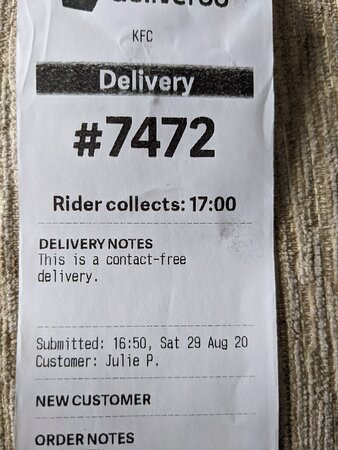 KFC
Delivery
#7472
Rider collects: 17:00
DELIVERY NOTES
This is a contact-free
delivery.
Submitted: 16:50, Sat 29 Aug 20
Customer: Julie P.
NEW CUSTOMER
ORDER NOTES